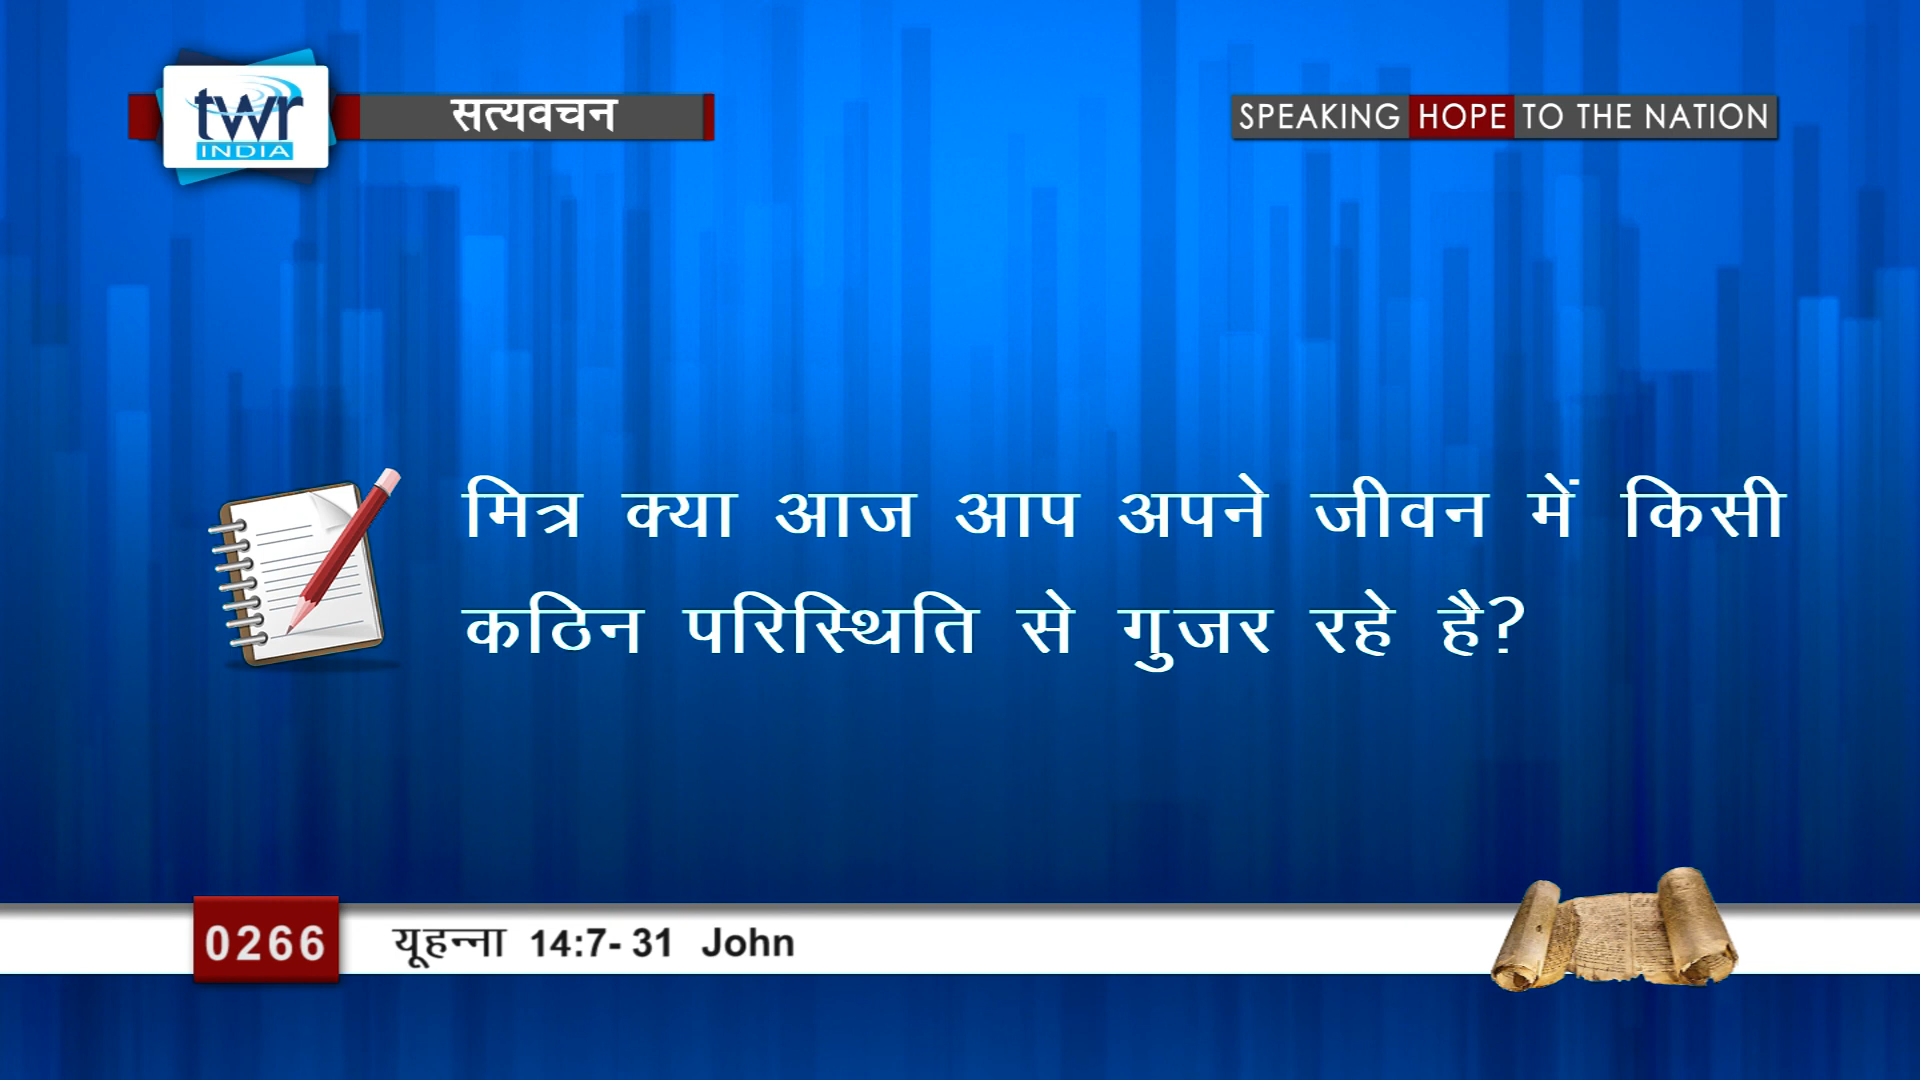 twr
INDIA
सत्यवचन
SPEAKING HOPE TO THE NATION
मित्र क्या आज आप अपने जीवन में किसी
कठिन परिस्थिति से गुजर रहे है?
0266
यूहन्ना 14:7- 31 John